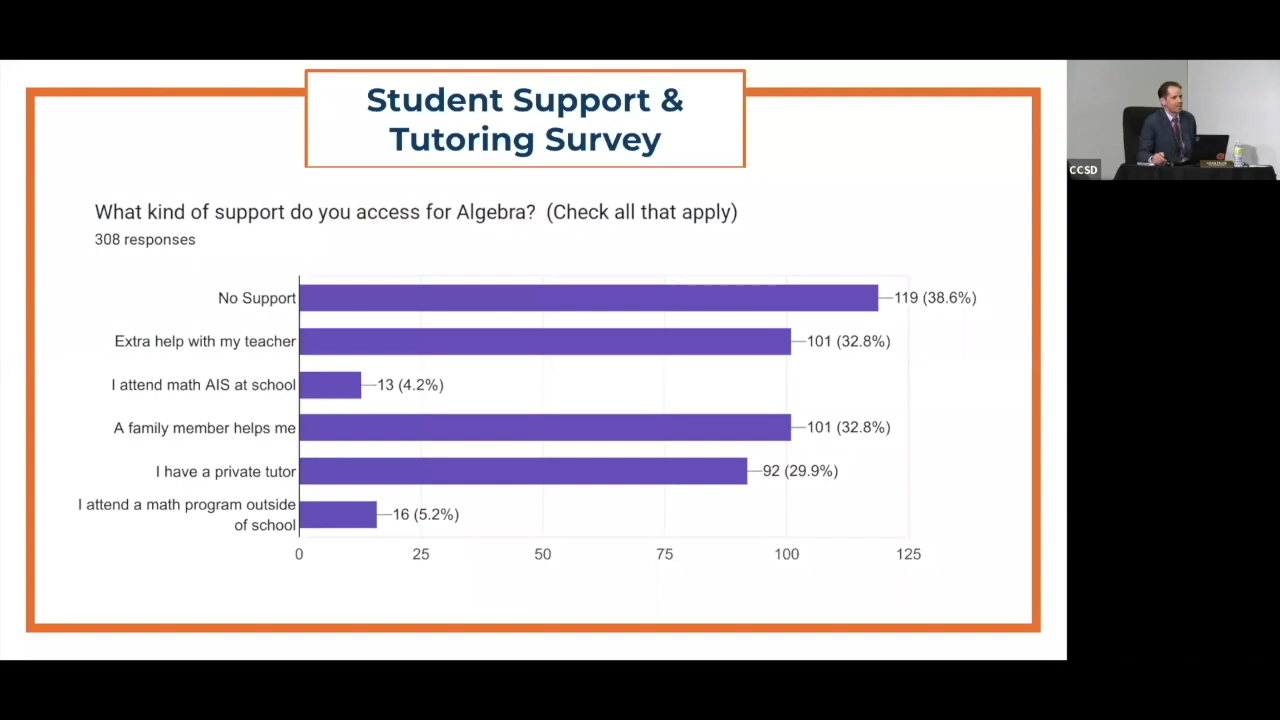 Student Support &
Tutoring Survey
What kind of support do you access for Algebra? (Check all that apply)
308 responses
No Support
119 (38.6%)
Extra help with my teacher
101 (32.8%)
I attend math AIS at school
13 (4.2%)
A family member helps me
101 (32.8%)
I have a private tutor
92 (29.9%)
I attend a math program outside
of school
16 (5.2%)
0 25 50 75 100 125
CCSD